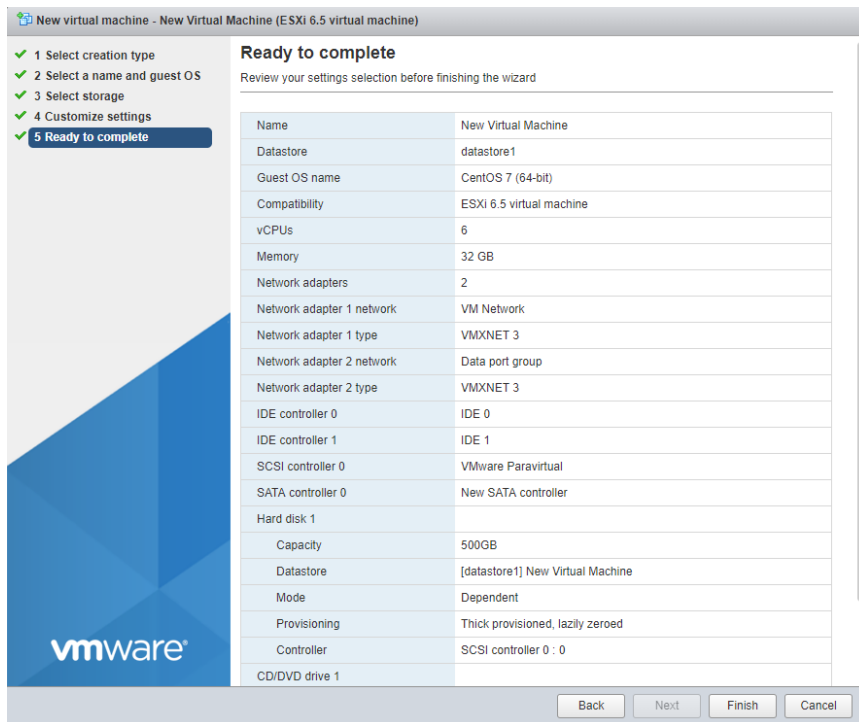 New virtual machine - New Virtual Machine (ESXi 6.5 virtual machine)
1 Select creation type
2 Select a name and guest OS
3 Select storage
4 Customize settings
5 Ready to complete
Ready to complete
Review your settings selection before finishing the wizard
Name New Virtual Machine
Datastore datastore1
Guest OS name CentOS 7 (64-bit)
Compatibility ESXi 6.5 virtual machine
vCPUs 6
Memory 32 GB
Network adapters 2
Network adapter 1 network VM Network
Network adapter 1 type VMXNET 3
Network adapter 2 network Data port group
Network adapter 2 type VMXNET 3
IDE controller 0 IDE 0
IDE controller 1 IDE 1
SCSI controller 0 VMware Paravirtual
SATA controller 0 New SATA controller
Hard disk 1
Capacity 500GB
Datastore [datastore1] New Virtual Machine
Mode Dependent
Provisioning Thick provisioned, lazily zeroed
Controller SCSI controller 0 : 0
CD/DVD drive 1
vmware®
Back Next Finish Cancel